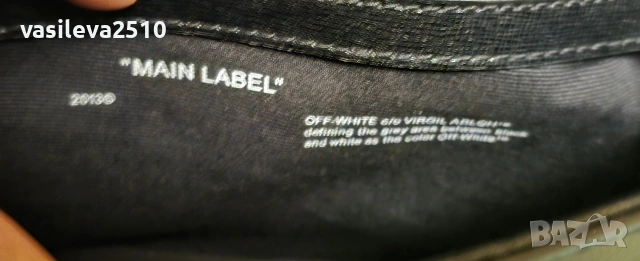 vasileva2510
"MAIN LABEL"
2013©
OFF-WHITE c/o VIRGIL ABLOH™
defining the grey area between black
and white as the color Off-White™
BAZAR
bg